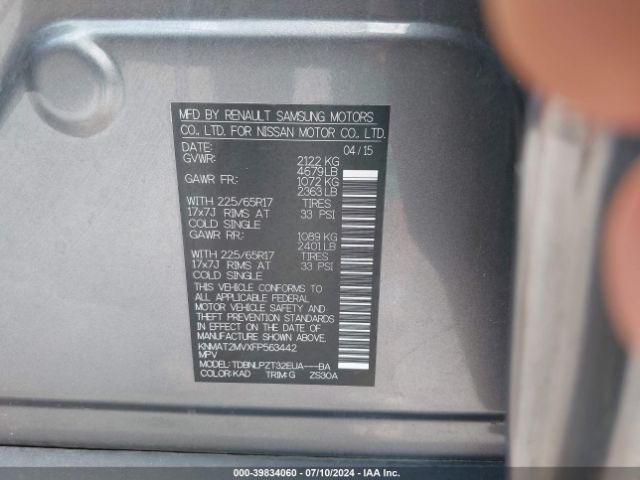 MFD BY RENAULT SAMSUNG MOTORS
CO., LTD. FOR NISSAN MOTOR CO., LTD.
DATE: 04/15
GVWR: 2122 KG
4679LB
GAWR FR: 1072 KG
2363 LB
WITH 225/65R17 TIRES
17x7J RIMS AT 33 PSI
COLD SINGLE
GAWR RR: 1089 KG
2401 LB
WITH 225/65R17 TIRES
17x7J RIMS AT 33 PSI
COLD SINGLE
THIS VEHICLE CONFORMS TO
ALL APPLICABLE FEDERAL
MOTOR VEHICLE SAFETY AND
THEFT PREVENTION STANDARDS
IN EFFECT ON THE DATE OF
MANUFACTURE SHOWN ABOVE.
KNMAT2MVXFP563442
MPV
MODEL:TDBNLPZT32EUA---BA
COLOR:KAD TRIM:G ZS30A
000-39834060 - 07/10/2024 - IAA Inc.